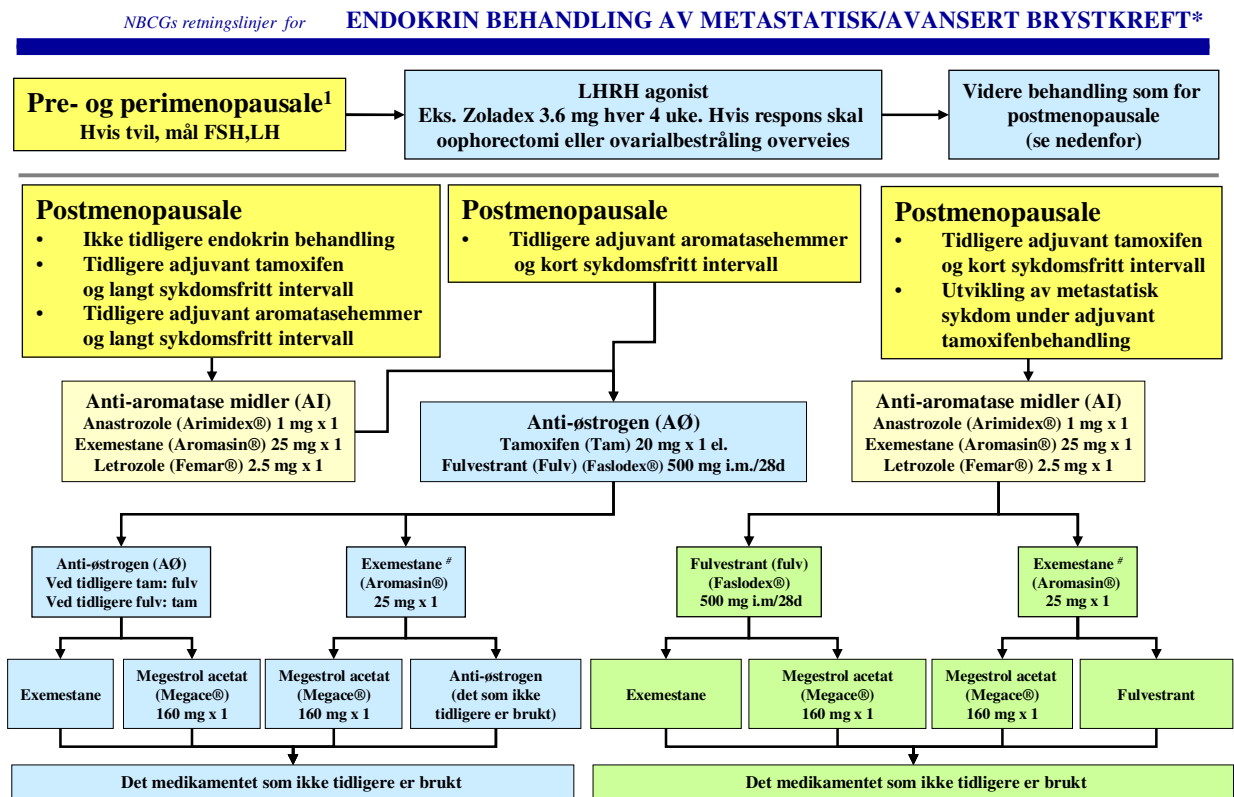 NBCGs retningslinjer for ENDOKRIN BEHANDLING AV METASTATISK/AVANSERT BRYSTKREFT*
Pre- og perimenopausale1
Hvis tvil, mål FSH,LH
LHRH agonist
Eks. Zoladex 3.6 mg hver 4 uke. Hvis respons skal
oophorectomi eller ovarialbestråling overveies
Videre behandling som for
postmenopausale
(se nedenfor)
Postmenopausale
• Ikke tidligere endokrin behandling
• Tidligere adjuvant tamoxifen
og langt sykdomsfritt intervall
• Tidligere adjuvant aromatasehemmer
og langt sykdomsfritt intervall
Postmenopausale
• Tidligere adjuvant aromatasehemmer
og kort sykdomsfritt intervall
Postmenopausale
• Tidligere adjuvant tamoxifen
og kort sykdomsfritt intervall
• Utvikling av metastatisk
sykdom under adjuvant
tamoxifenbehandling
Anti-aromatase midler (AI)
Anastrozole (Arimidex®) 1 mg x 1
Exemestane (Aromasin®) 25 mg x 1
Letrozole (Femar®) 2.5 mg x 1
Anti-østrogen (AØ)
Tamoxifen (Tam) 20 mg x 1 el.
Fulvestrant (Fulv) (Faslodex®) 500 mg i.m./28d
Anti-aromatase midler (AI)
Anastrozole (Arimidex®) 1 mg x 1
Exemestane (Aromasin®) 25 mg x 1
Letrozole (Femar®) 2.5 mg x 1
Anti-østrogen (AØ)
Ved tidligere tam: fulv
Ved tidligere fulv: tam
Exemestane #
(Aromasin®)
25 mg x 1
Fulvestrant (fulv)
(Faslodex®)
500 mg i.m/28d
Exemestane #
(Aromasin®)
25 mg x 1
Exemestane
Megestrol acetat
(Megace®)
160 mg x 1
Megestrol acetat
(Megace®)
160 mg x 1
Anti-østrogen
(det som ikke
tidligere er brukt)
Exemestane
Megestrol acetat
(Megace®)
160 mg x 1
Megestrol acetat
(Megace®)
160 mg x 1
Fulvestrant
Det medikamentet som ikke tidligere er brukt
Det medikamentet som ikke tidligere er brukt